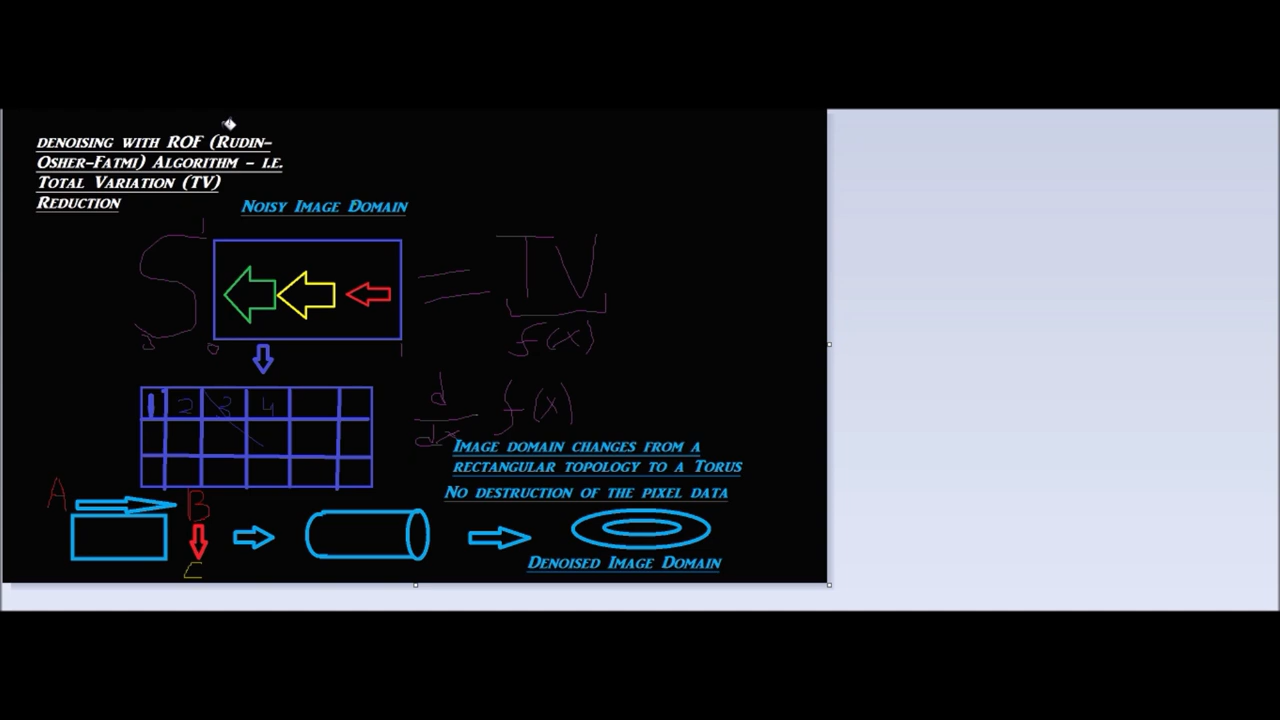 DENOISING WITH ROF (RUDIN-
OSHER-FATMI) ALGORITHM - I.E.
TOTAL VARIATION (TV)
REDUCTION
NOISY IMAGE DOMAIN
= TV
f(x)
1 2 3 4
d/dx f(x)
IMAGE DOMAIN CHANGES FROM A
RECTANGULAR TOPOLOGY TO A TORUS
NO DESTRUCTION OF THE PIXEL DATA
A
B
C
DENOISED IMAGE DOMAIN